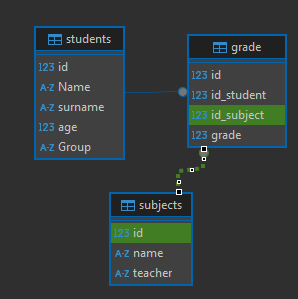 students
123 id
A-Z Name
A-Z surname
123 age
A-Z Group
grade
123 id
123 id_student
123 id_subject
123 grade
subjects
123 id
A-Z name
A-Z teacher